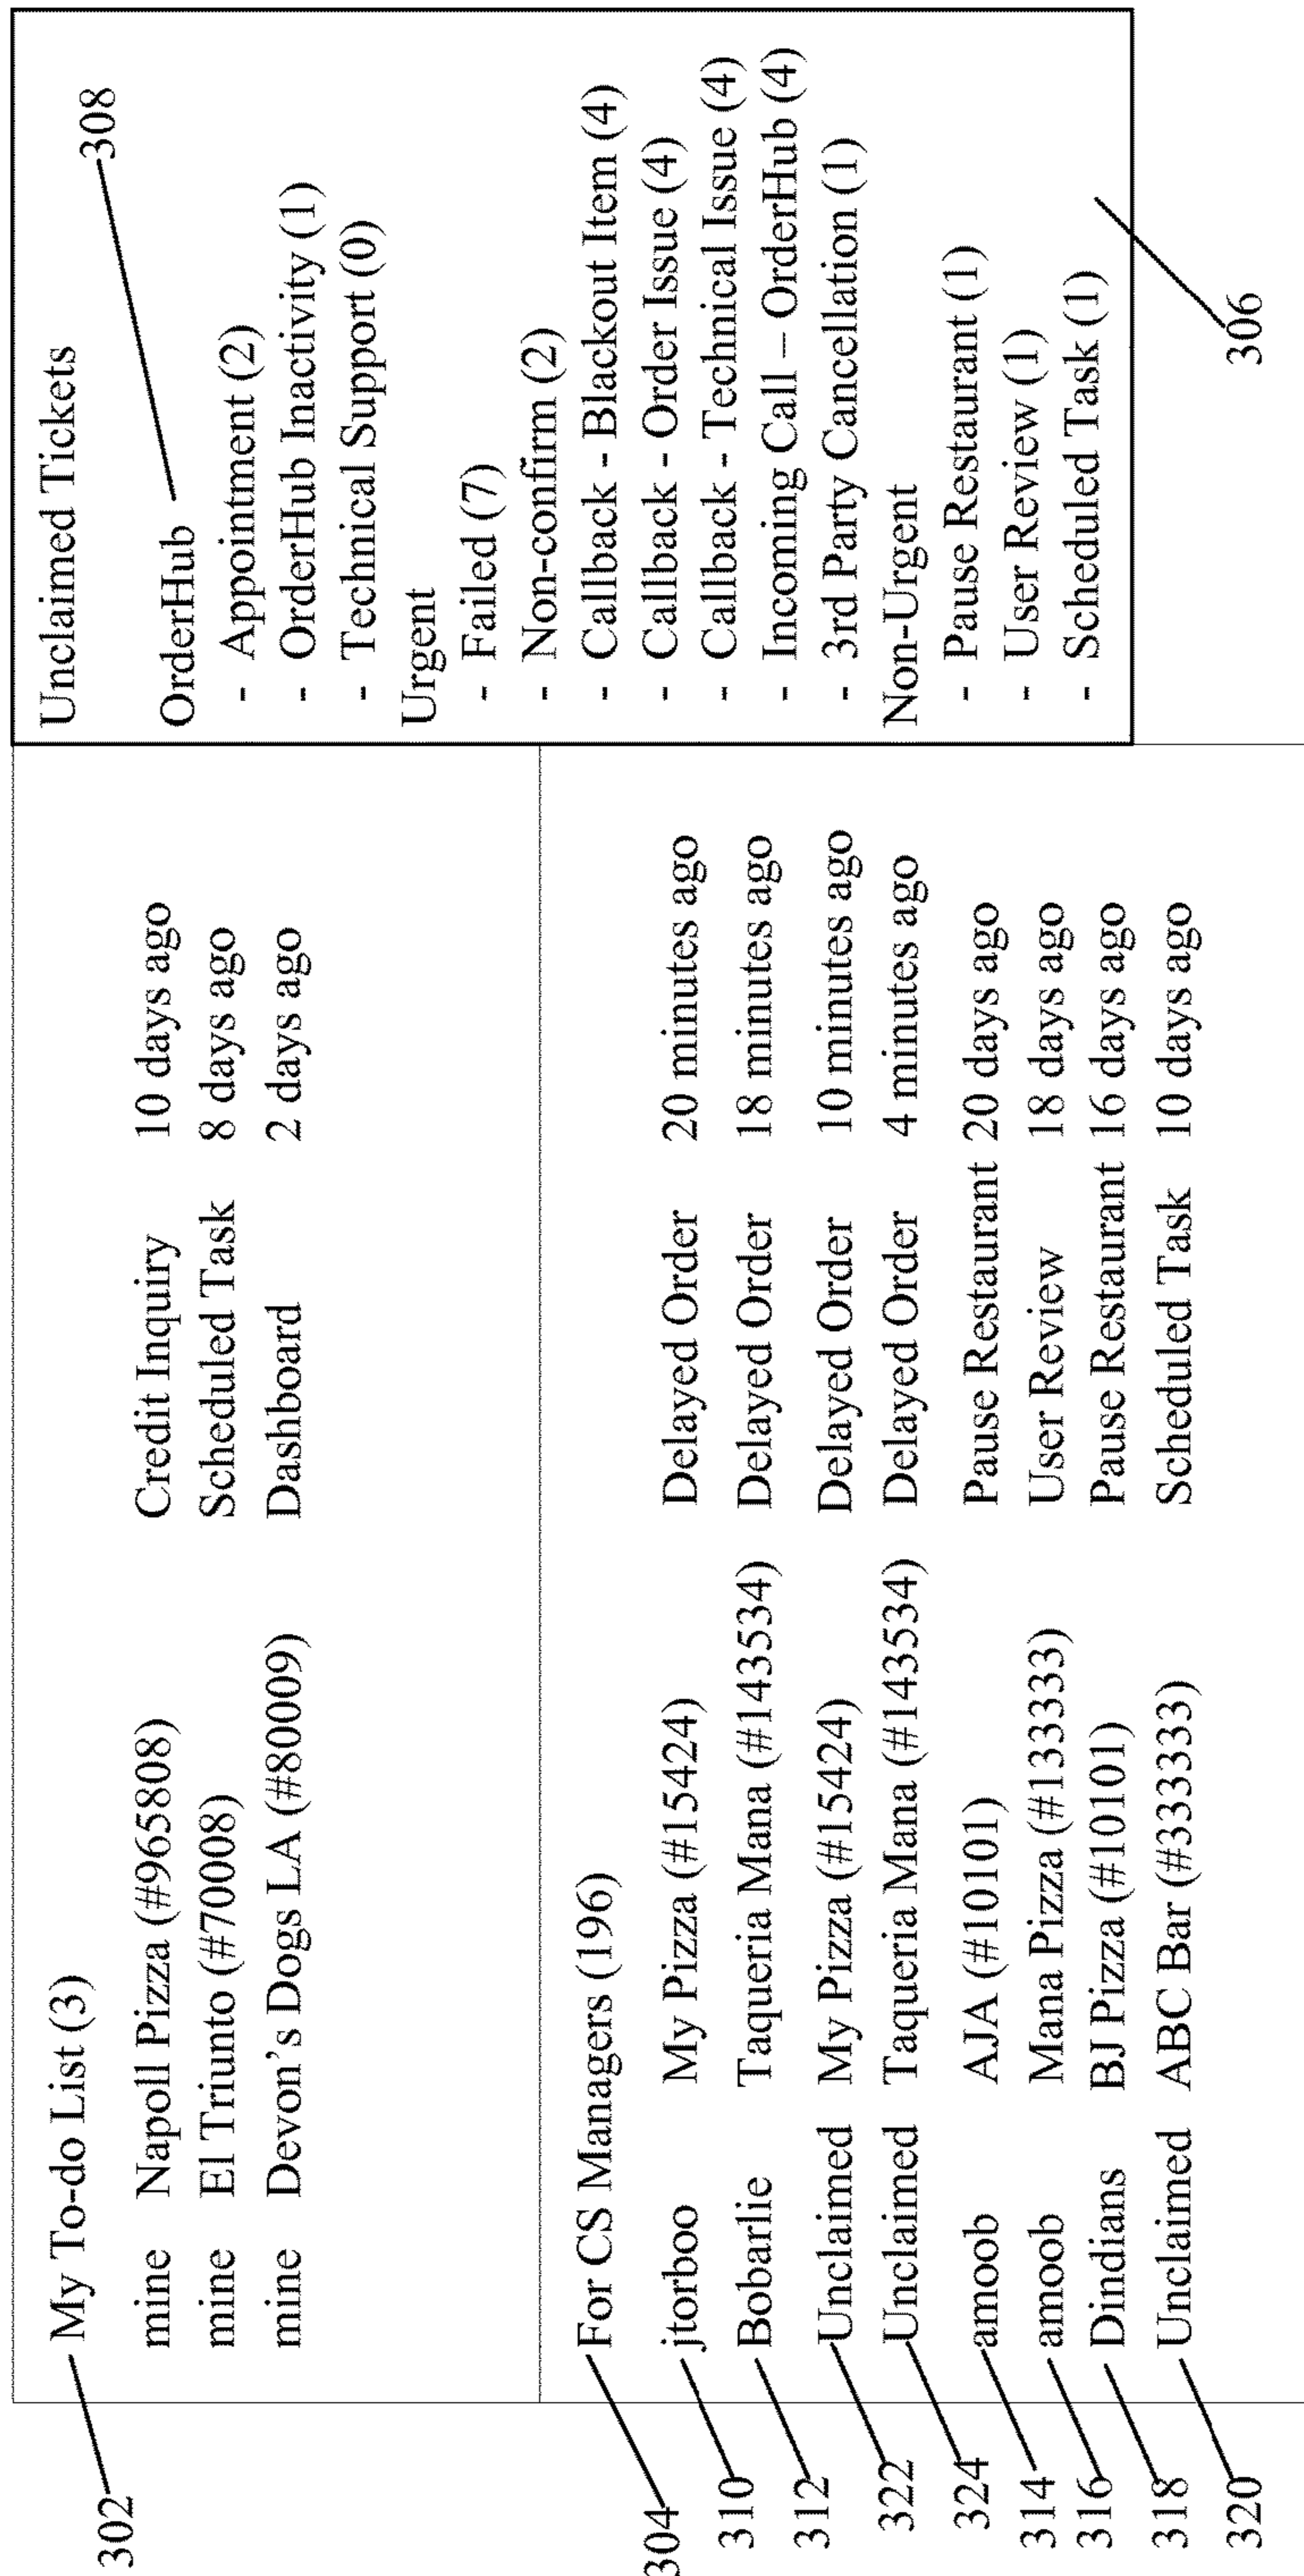 302
My To-do List (3)
mine Napoll Pizza (#965808) Credit Inquiry 10 days ago
mine El Triunto (#70008) Scheduled Task 8 days ago
mine Devon's Dogs LA (#80009) Dashboard 2 days ago
304
For CS Managers (196)
310 jtorboo My Pizza (#15424) Delayed Order 20 minutes ago
312 Bobarlie Taqueria Mana (#143534) Delayed Order 18 minutes ago
322 Unclaimed My Pizza (#15424) Delayed Order 10 minutes ago
324 Unclaimed Taqueria Mana (#143534) Delayed Order 4 minutes ago
314 amoob AJA (#10101) Pause Restaurant 20 days ago
316 amoob Mana Pizza (#133333) User Review 18 days ago
318 Dindians BJ Pizza (#10101) Pause Restaurant 16 days ago
320 Unclaimed ABC Bar (#33333) Scheduled Task 10 days ago
Unclaimed Tickets
308
OrderHub
- Appointment (2)
- OrderHub Inactivity (1)
- Technical Support (0)
Urgent
- Failed (7)
- Non-confirm (2)
- Callback - Blackout Item (4)
- Callback - Order Issue (4)
- Callback - Technical Issue (4)
- Incoming Call – OrderHub (4)
- 3rd Party Cancellation (1)
Non-Urgent
- Pause Restaurant (1)
- User Review (1)
- Scheduled Task (1)
306